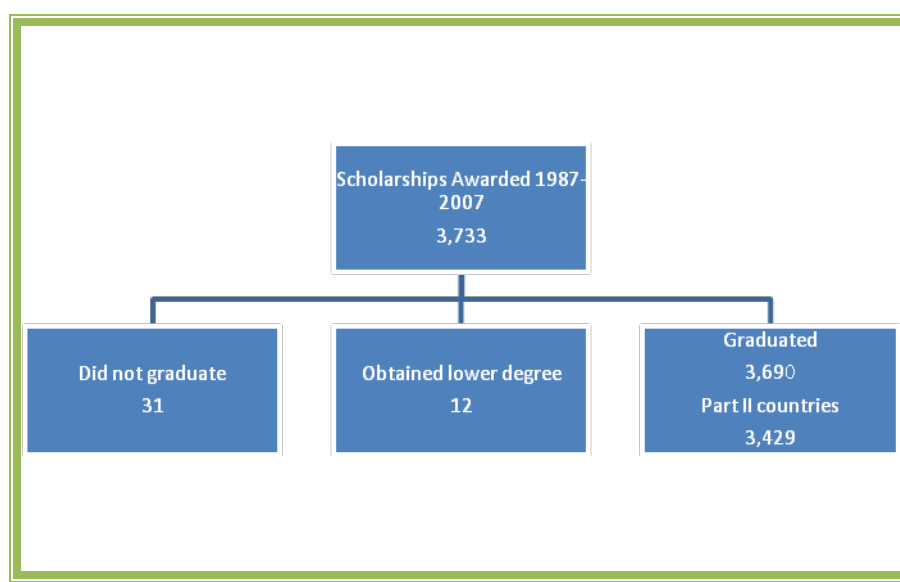 Scholarships Awarded 1987-
2007
3,733
Did not graduate
31
Obtained lower degree
12
Graduated
3,690
Part II countries
3,429